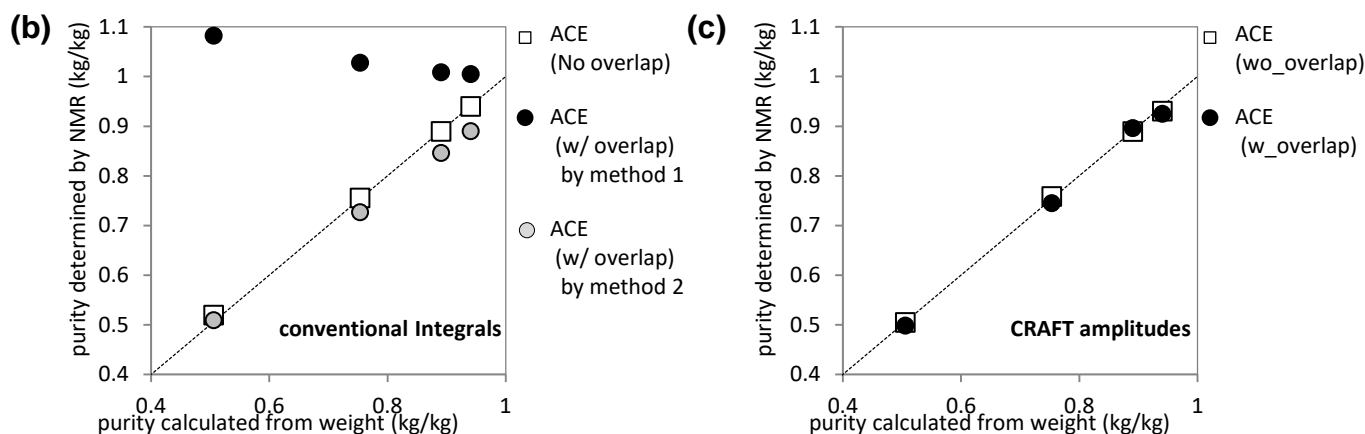 (b)
purity determined by NMR (kg/kg)
1.1
1
0.9
0.8
0.7
0.6
0.5
0.4
0.4
0.6
0.8
1
purity calculated from weight (kg/kg)
conventional Integrals
ACE
(No overlap)
ACE
(w/ overlap)
by method 1
ACE
(w/ overlap)
by method 2
(c)
purity determined by NMR (kg/kg)
1.1
1
0.9
0.8
0.7
0.6
0.5
0.4
0.4
0.6
0.8
1
purity calculated from weight (kg/kg)
CRAFT amplitudes
ACE
(wo_overlap)
ACE
(w_overlap)